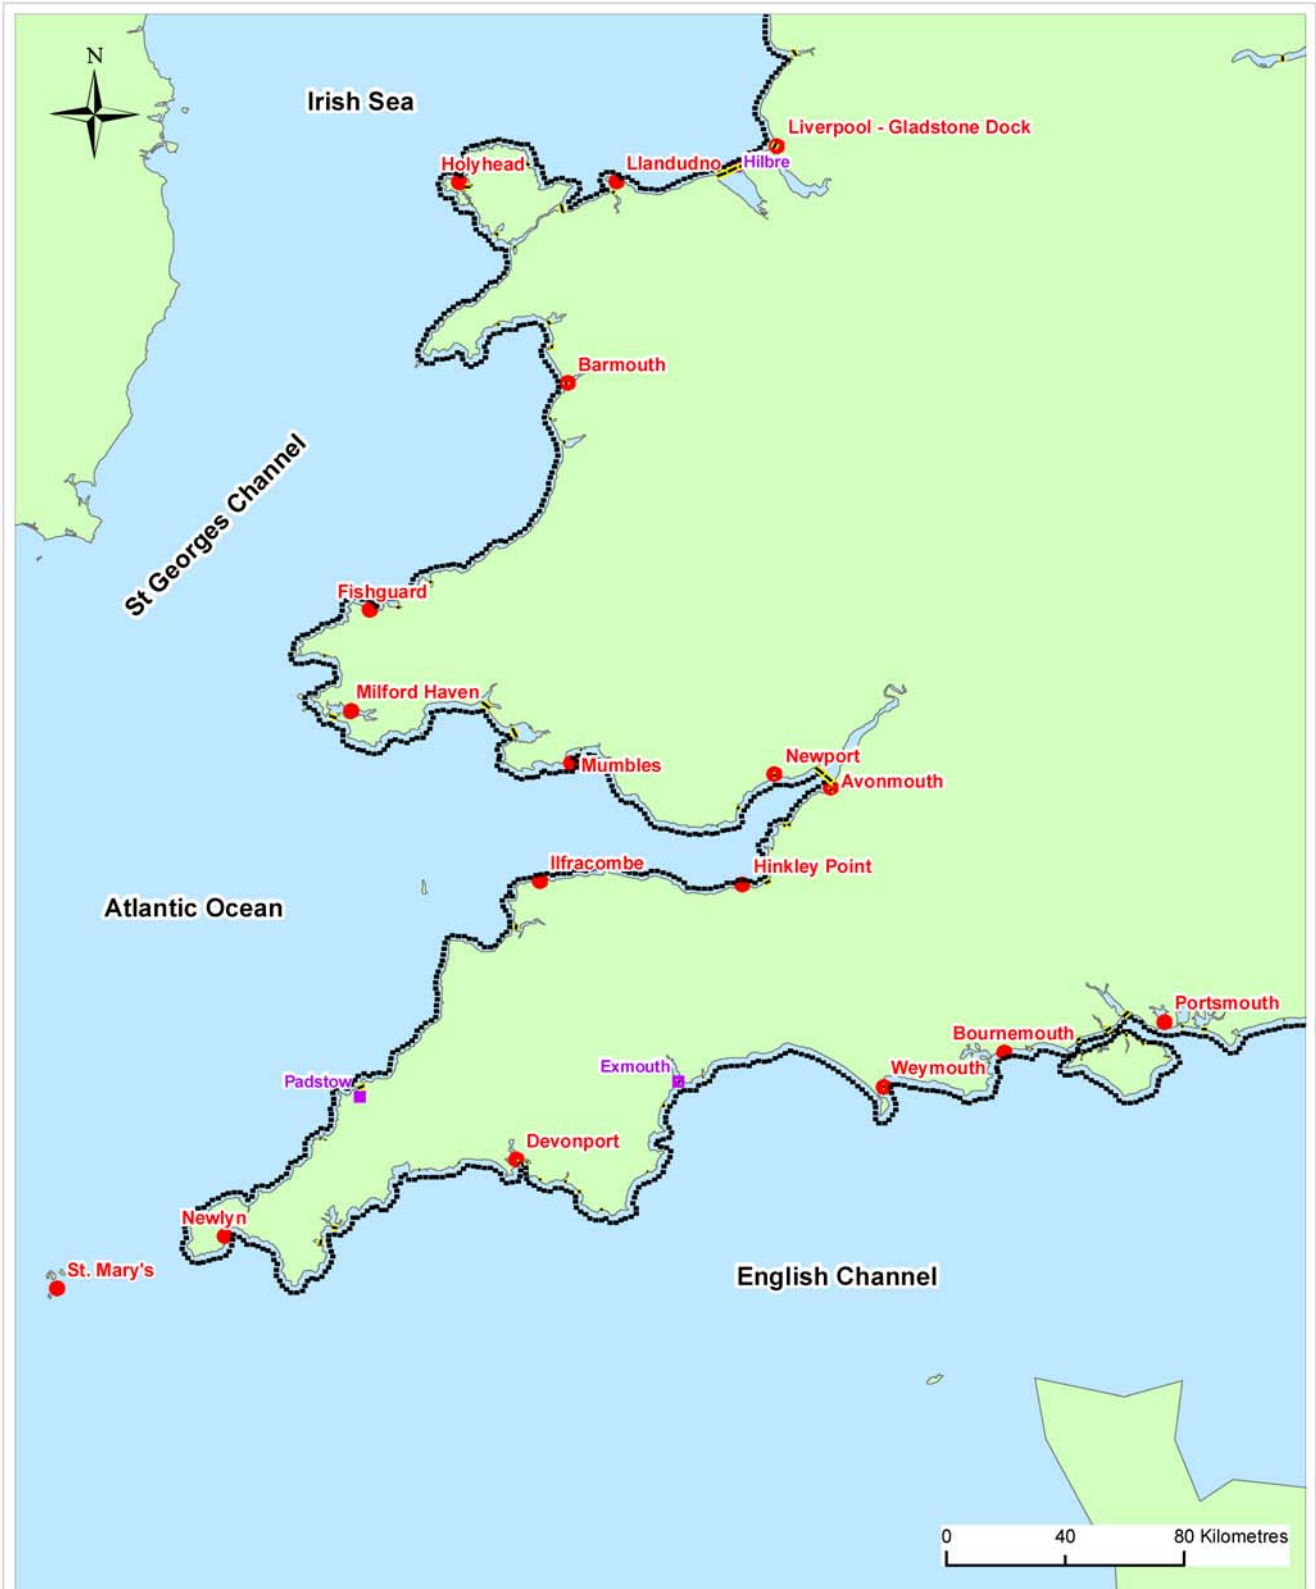 N
Irish Sea
Liverpool - Gladstone Dock
Holyhead
Llandudno
Hilbre
Barmouth
St Georges Channel
Fishguard
Milford Haven
Newport
Mumbles
Avonmouth
Ilfracombe
Hinkley Point
Atlantic Ocean
Portsmouth
Bournemouth
Exmouth
Weymouth
Padstow
Devonport
Newlyn
St. Mary's
English Channel
0 40 80 Kilometres